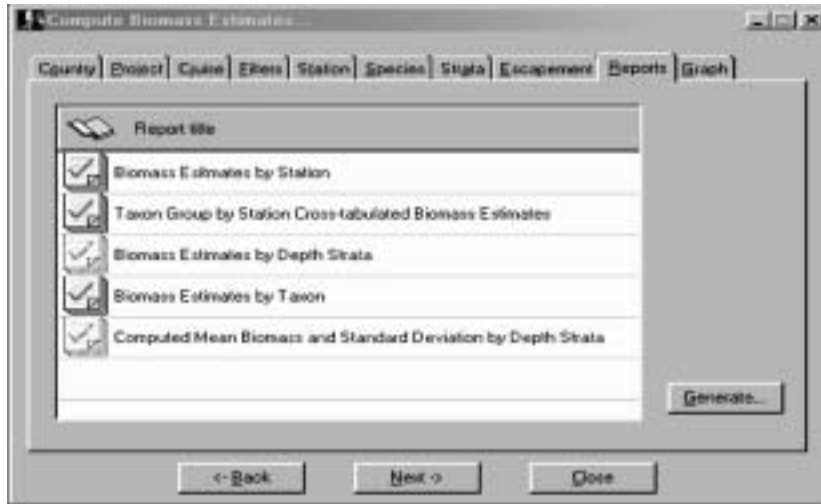 Compute Biomass Estimates...
Country Project Cruise Filters Station Species Strata Escapement Reports Graph
Report title
Biomass Estimates by Station
Taxon Group by Station Cross-tabulated Biomass Estimates
Biomass Estimates by Depth Strata
Biomass Estimates by Taxon
Computed Mean Biomass and Standard Deviation by Depth Strata
Generate...
<- Back Next -> Close